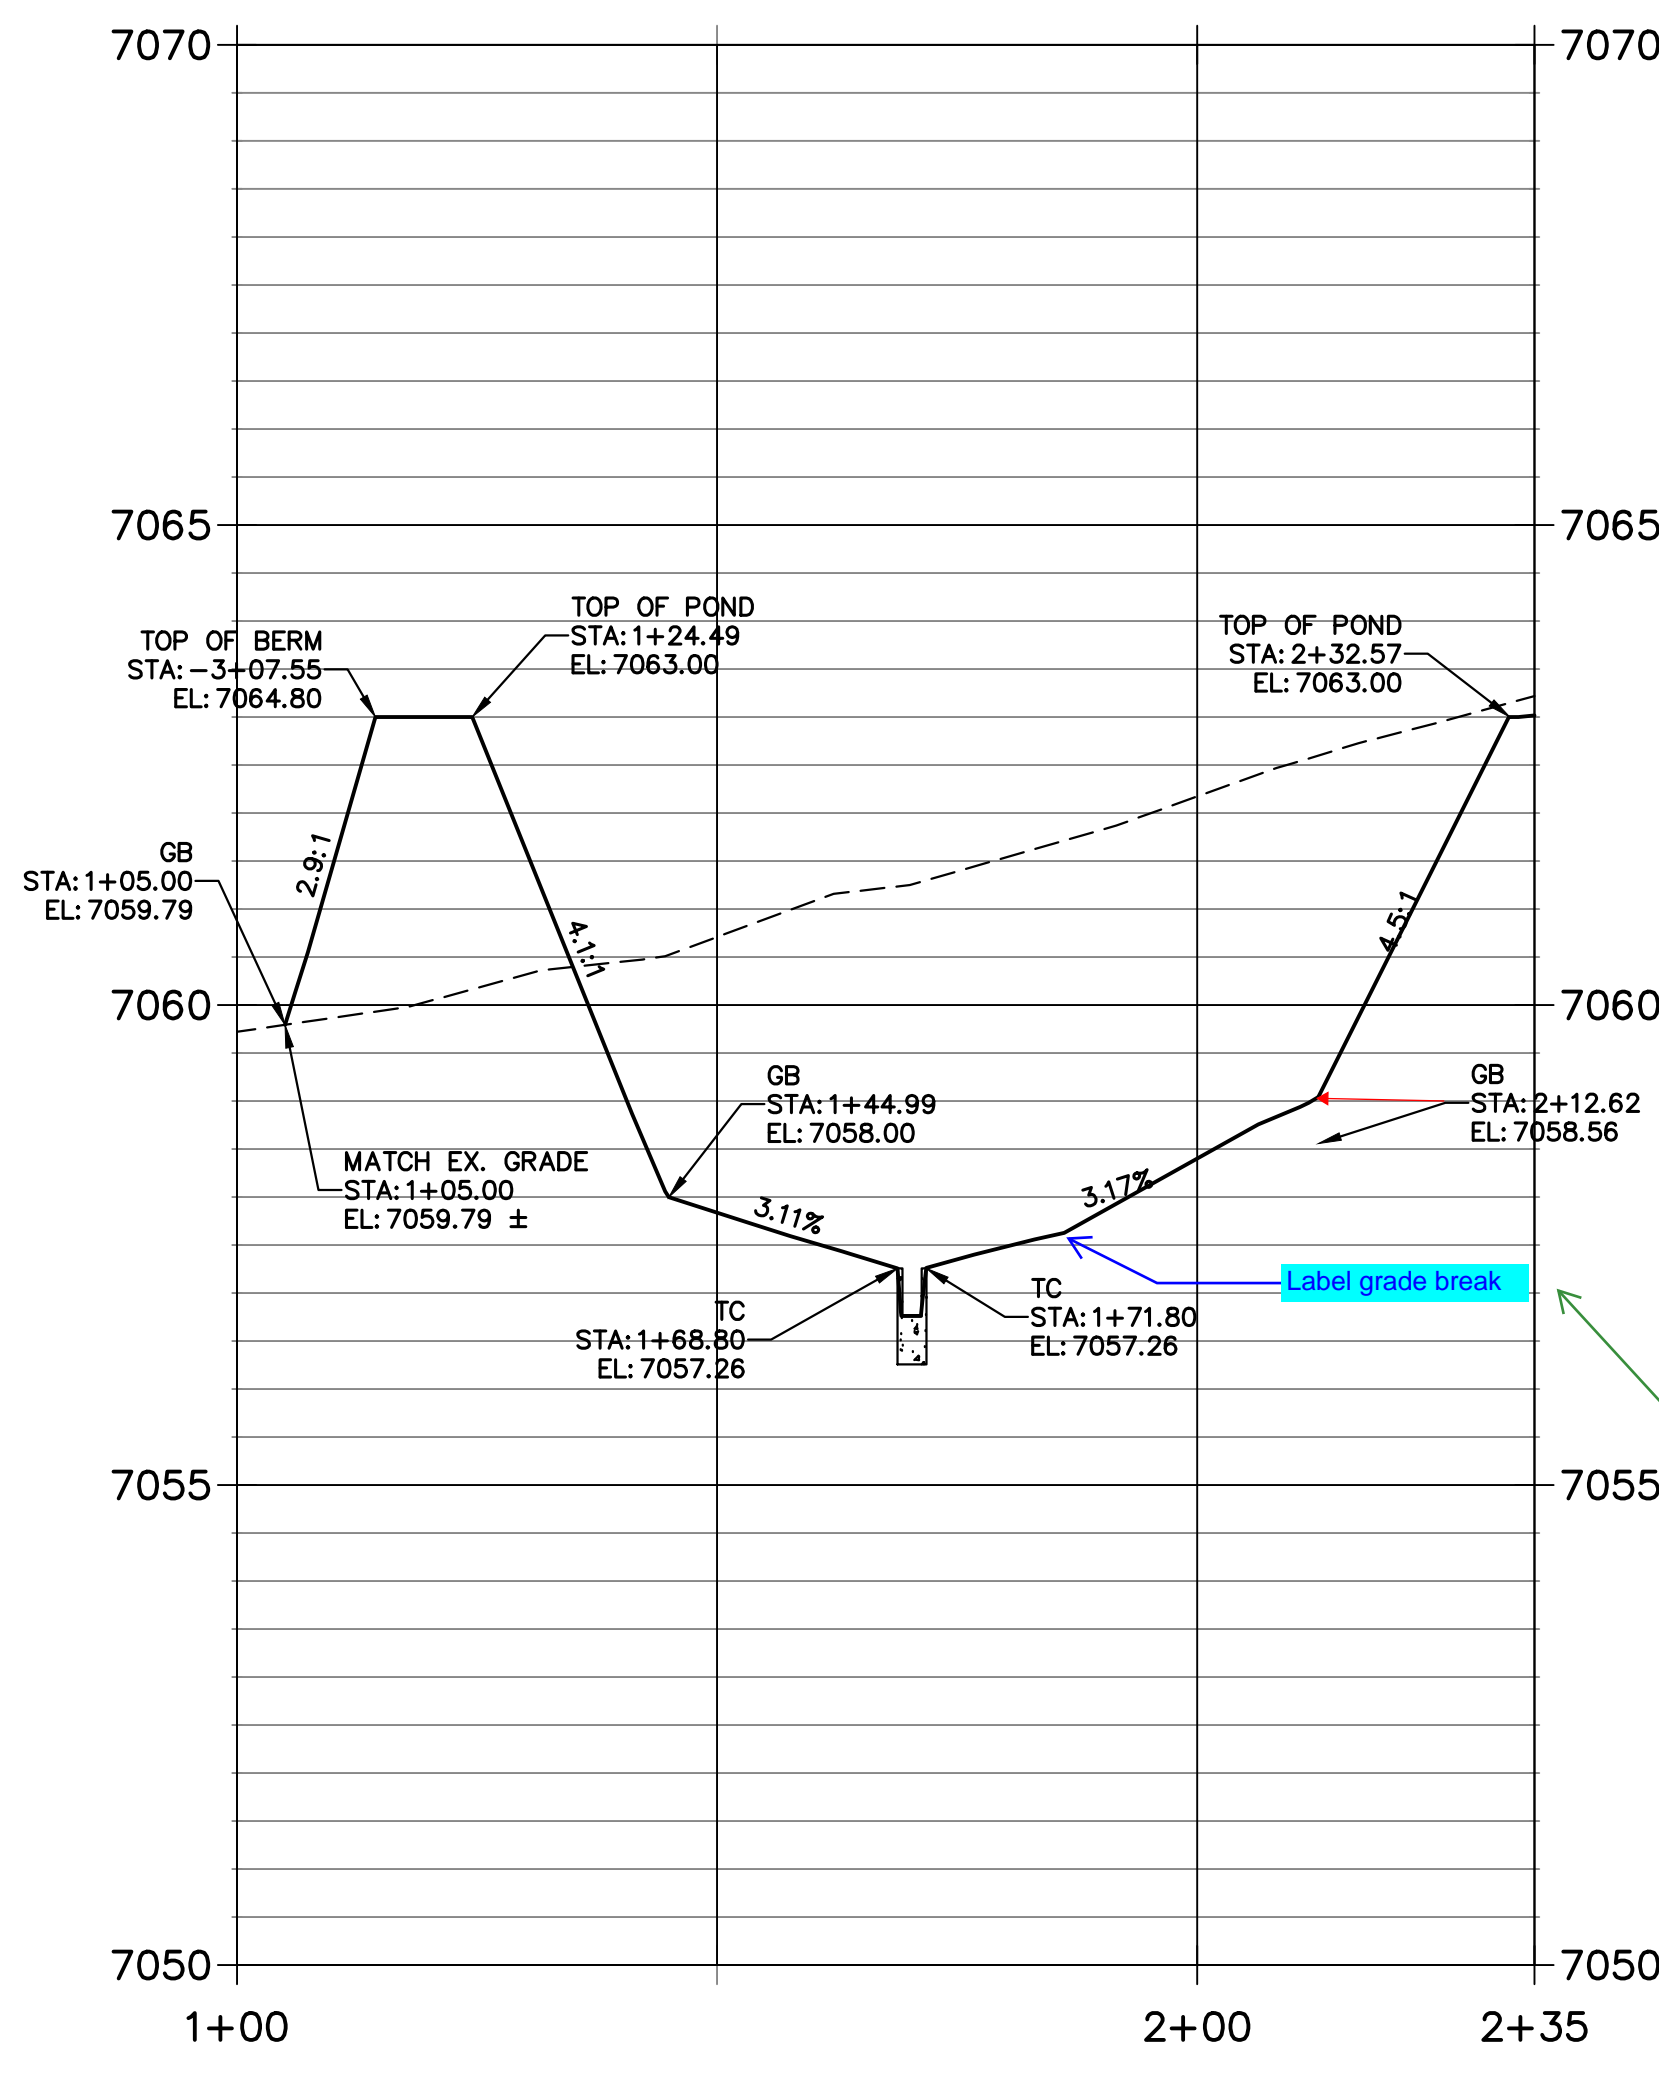 7070
7070
7065
7065
TOP OF POND
STA: 1+24.49
EL: 7063.00
TOP OF POND
STA: 2+32.57
EL: 7063.00
TOP OF BERM
STA: -3+07.55
EL: 7064.80
2.9:1
GB
STA: 1+05.00
EL: 7059.79
4.1:1
4.5:1
7060
7060
GB
STA: 1+44.99
EL: 7058.00
GB
STA: 2+12.62
EL: 7058.56
MATCH EX. GRADE
STA: 1+05.00
EL: 7059.79 ±
3.11%
3.17%
Label grade break
TC
STA: 1+68.80
EL: 7057.26
TC
STA: 1+71.80
EL: 7057.26
7055
7055
7050
7050
1+00
2+00
2+35